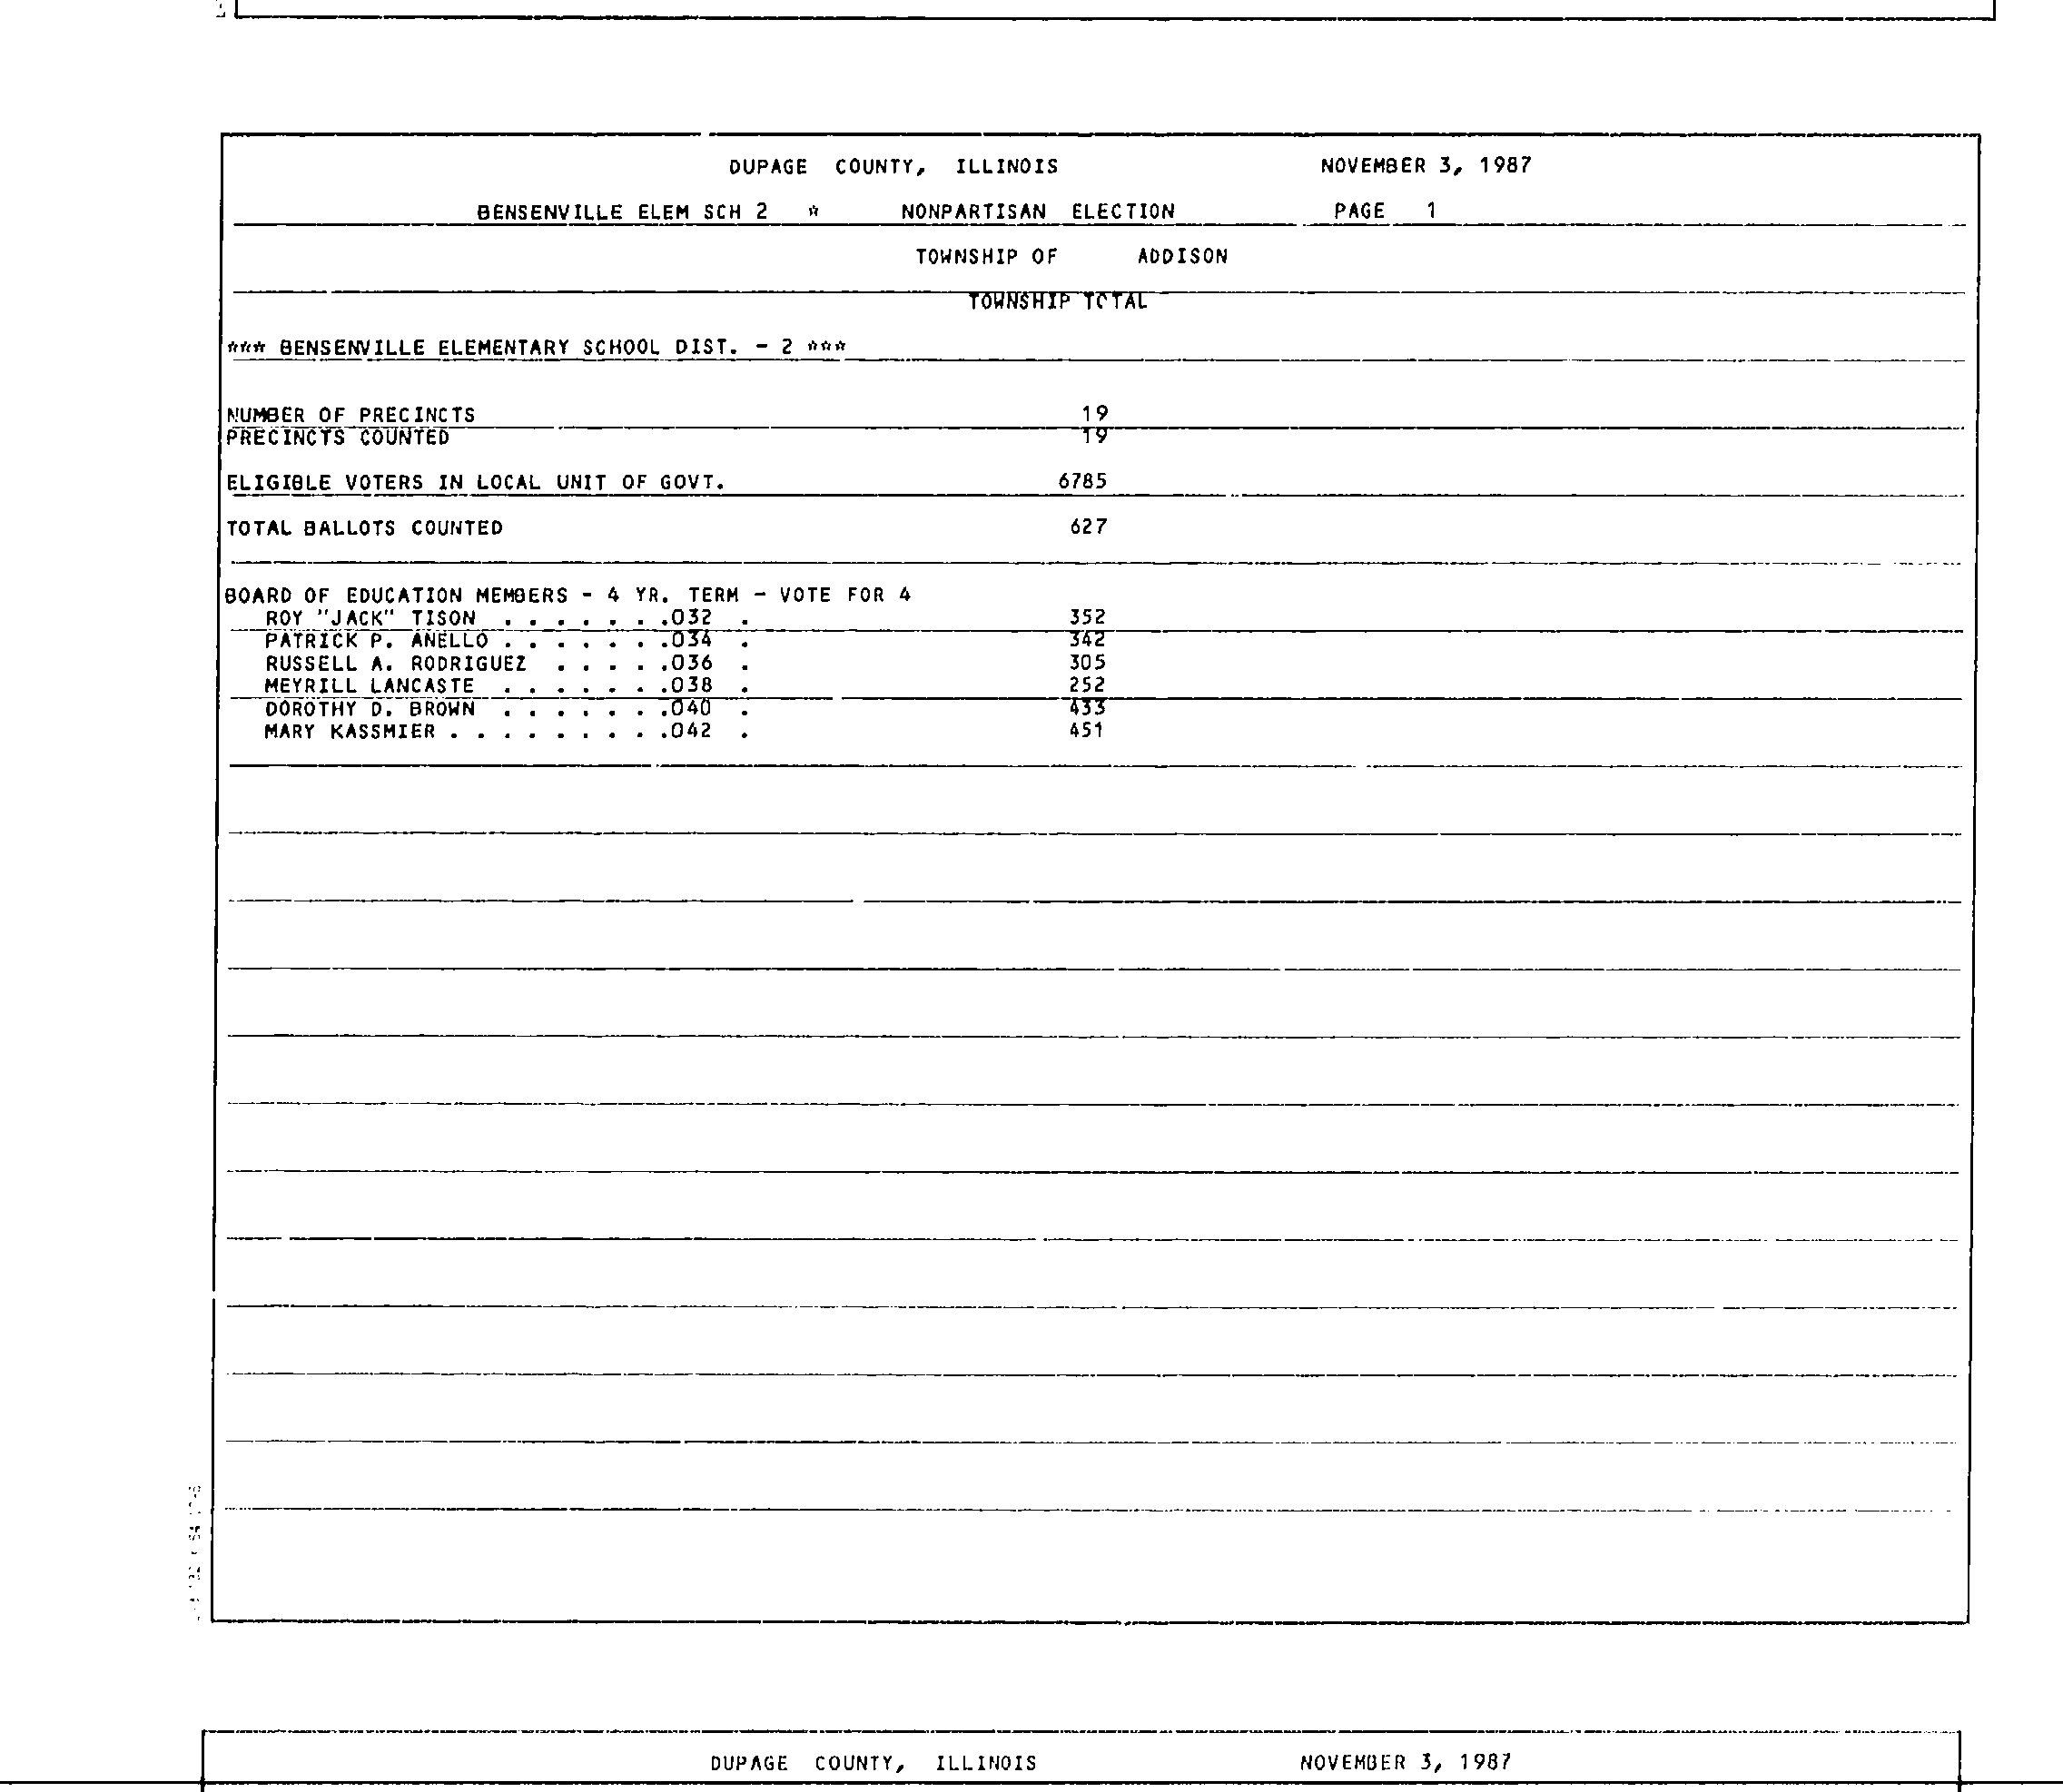 DUPAGE COUNTY, ILLINOIS NOVEMBER 3, 1987
BENSENVILLE ELEM SCH 2 * NONPARTISAN ELECTION PAGE 1
TOWNSHIP OF ADDISON
TOWNSHIP TOTAL
*** BENSENVILLE ELEMENTARY SCHOOL DIST. - 2 ***
NUMBER OF PRECINCTS 19
PRECINCTS COUNTED 19
ELIGIBLE VOTERS IN LOCAL UNIT OF GOVT. 6785
TOTAL BALLOTS COUNTED 627
BOARD OF EDUCATION MEMBERS - 4 YR. TERM - VOTE FOR 4
ROY "JACK" TISON . . . . . . .032 . 352
PATRICK P. ANELLO . . . . . . .034 . 342
RUSSELL A. RODRIGUEZ . . . . .036 . 305
MEYRILL LANCASTE . . . . . . .038 . 252
DOROTHY D. BROWN . . . . . . .040 . 433
MARY KASSMIER . . . . . . . . .042 . 451
DUPAGE COUNTY, ILLINOIS NOVEMBER 3, 1987